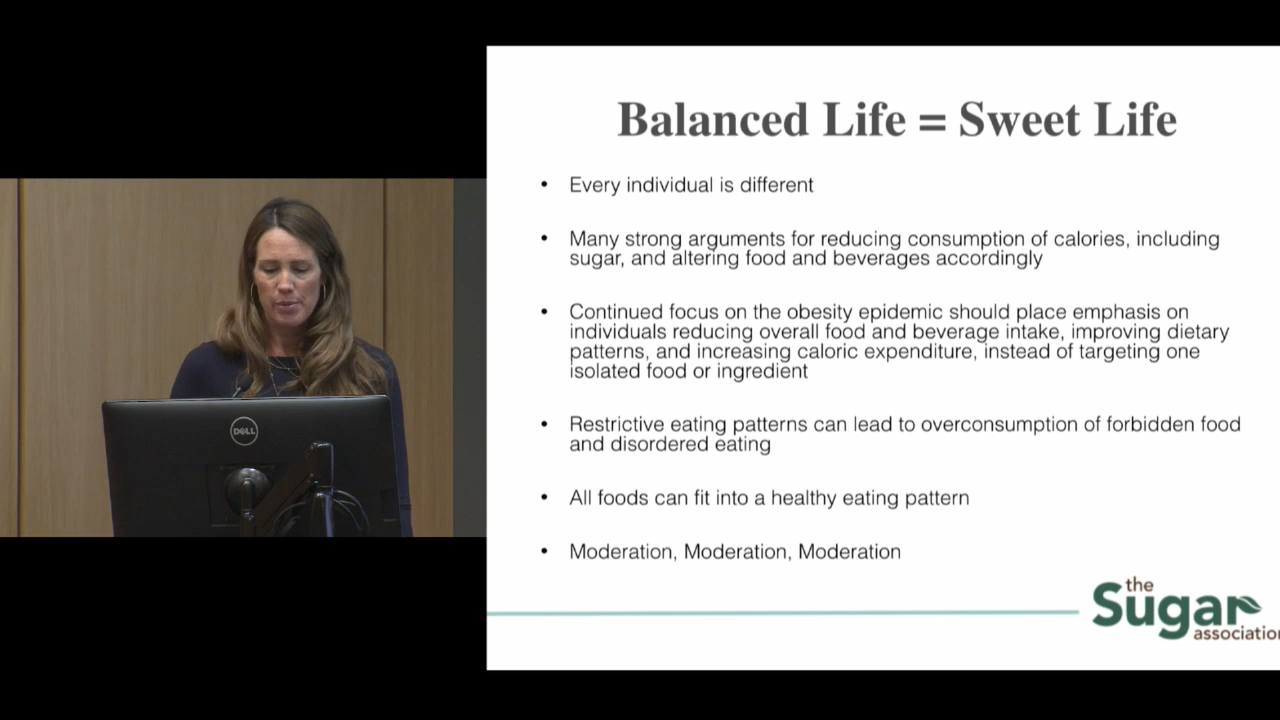 Balanced Life = Sweet Life
• Every individual is different
• Many strong arguments for reducing consumption of calories, including
sugar, and altering food and beverages accordingly
• Continued focus on the obesity epidemic should place emphasis on
individuals reducing overall food and beverage intake, improving dietary
patterns, and increasing caloric expenditure, instead of targeting one
isolated food or ingredient
• Restrictive eating patterns can lead to overconsumption of forbidden food
and disordered eating
• All foods can fit into a healthy eating pattern
• Moderation, Moderation, Moderation
the
Sugar
association
DELL